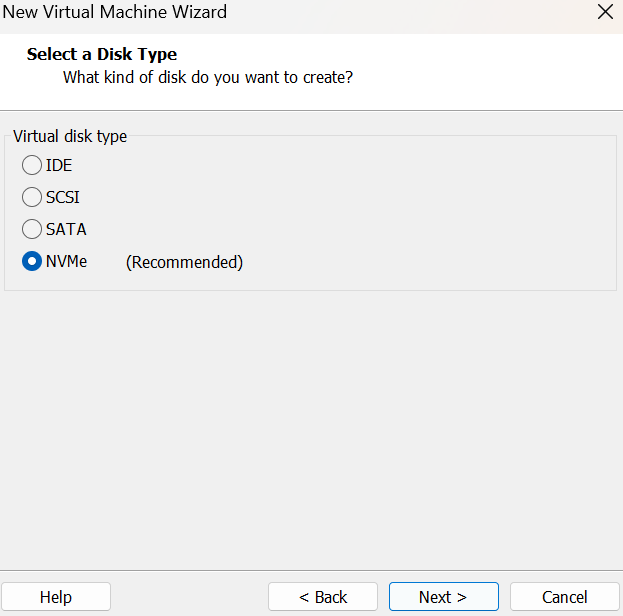 New Virtual Machine Wizard
Select a Disk Type
What kind of disk do you want to create?
Virtual disk type
IDE
SCSI
SATA
NVMe (Recommended)
Help < Back Next > Cancel